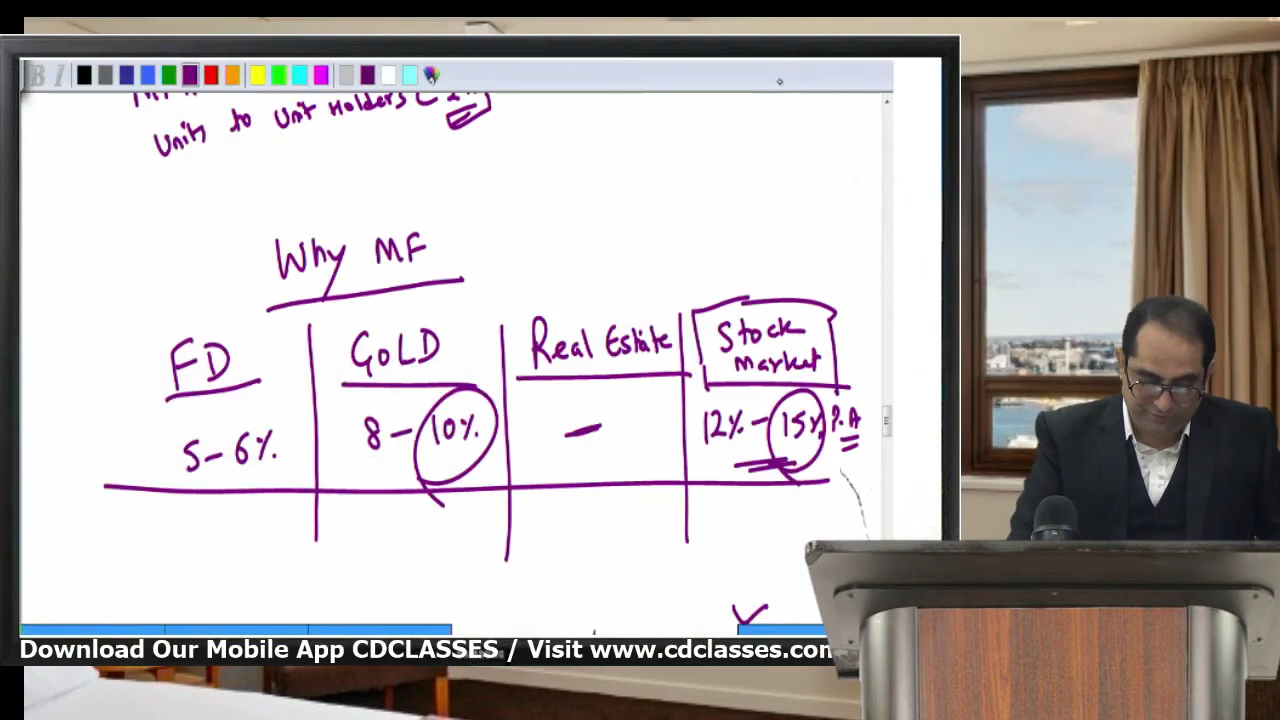 B I
Units to Unit Holders
Why MF
FD
GOLD
Real Estate
Stock
Market
5-6%
8-10%
-
12%-15% P.A
Download Our Mobile App CDCLASSES / Visit www.cdclasses.com